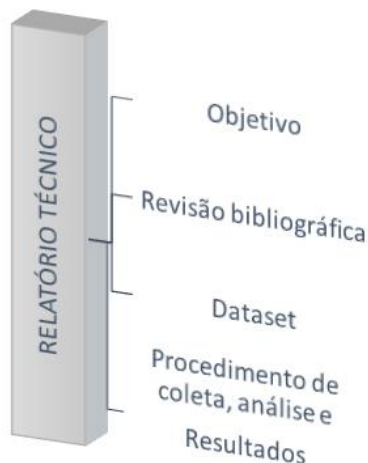 RELATÓRIO TÉCNICO
Objetivo
Revisão bibliográfica
Dataset
Procedimento de
coleta, análise e
Resultados